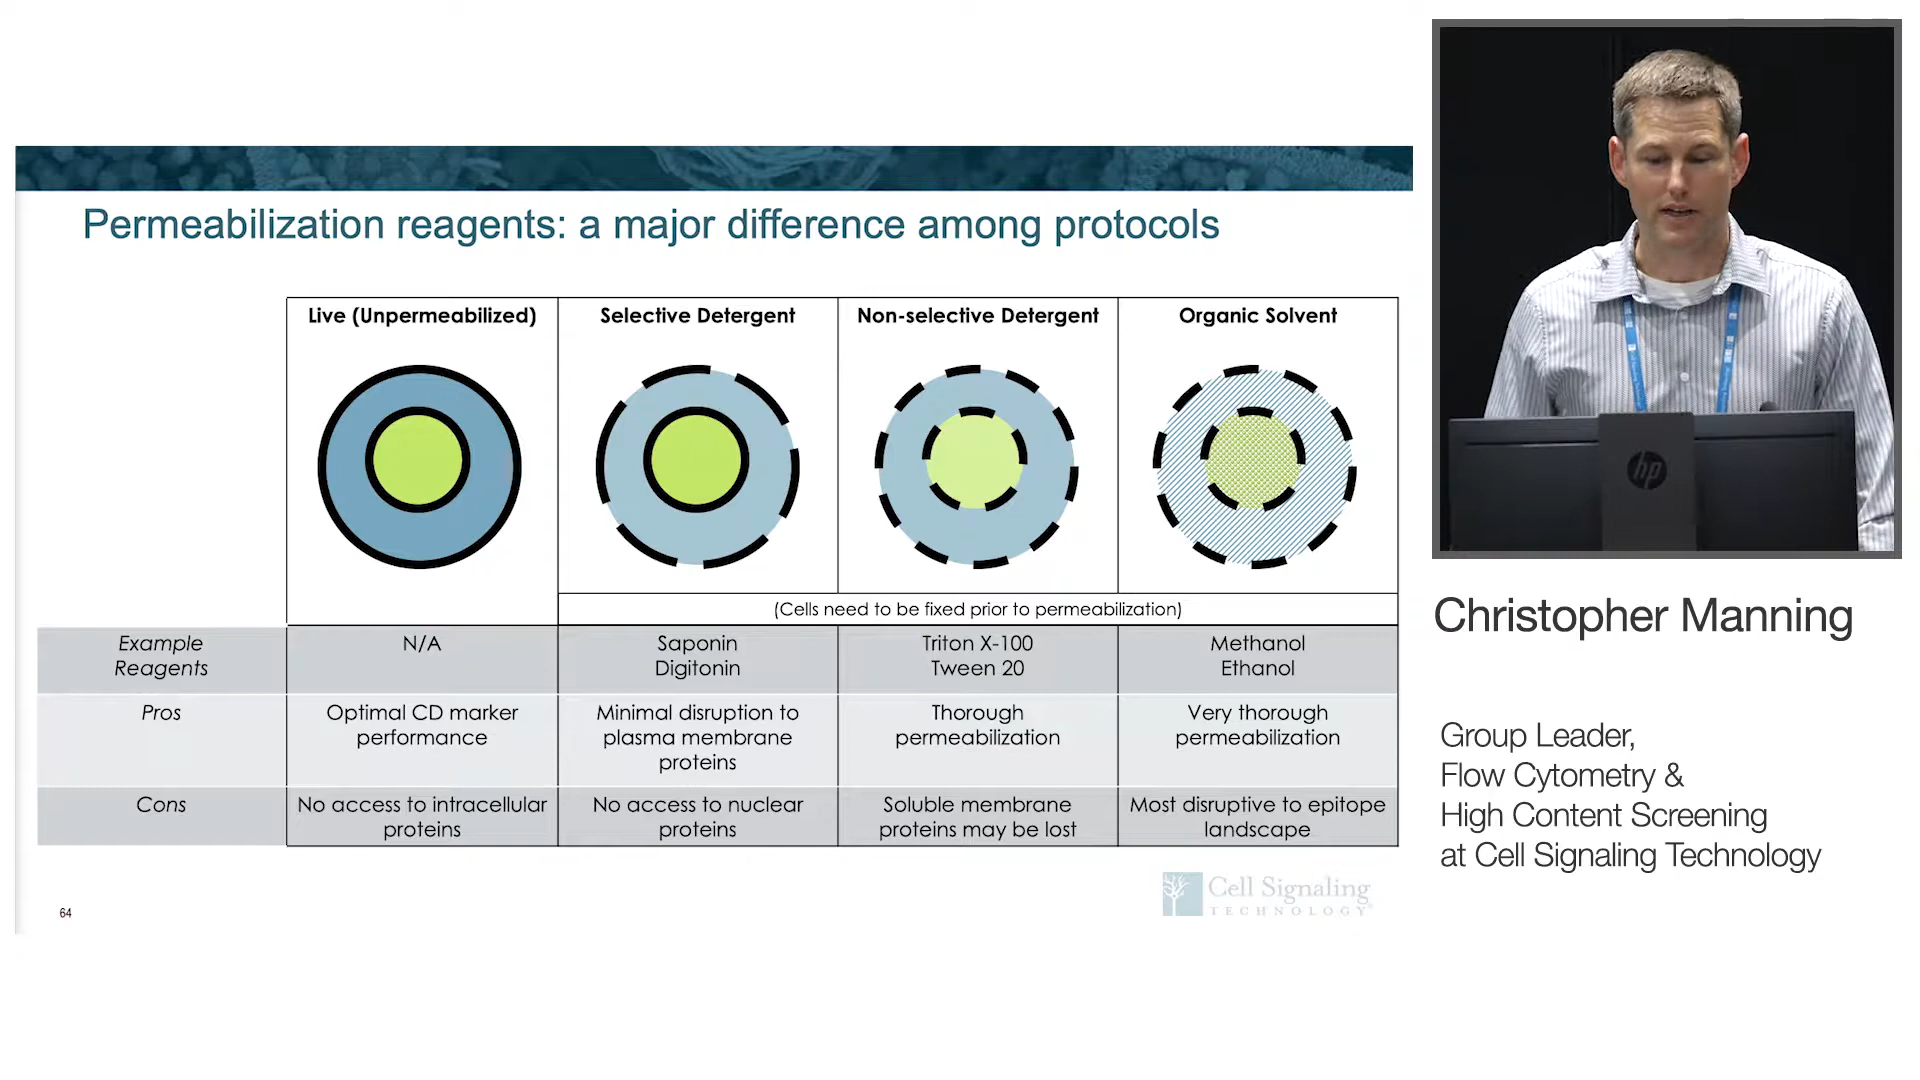 Permeabilization reagents: a major difference among protocols
Live (Unpermeabilized)
Selective Detergent
Non-selective Detergent
Organic Solvent
(Cells need to be fixed prior to permeabilization)
Example
Reagents
N/A
Saponin
Digitonin
Triton X-100
Tween 20
Methanol
Ethanol
Pros
Optimal CD marker
performance
Minimal disruption to
plasma membrane
proteins
Thorough
permeabilization
Very thorough
permeabilization
Cons
No access to intracellular
proteins
No access to nuclear
proteins
Soluble membrane
proteins may be lost
Most disruptive to epitope
landscape
64
Cell Signaling
TECHNOLOGY®
hp
Christopher Manning
Group Leader,
Flow Cytometry &
High Content Screening
at Cell Signaling Technology